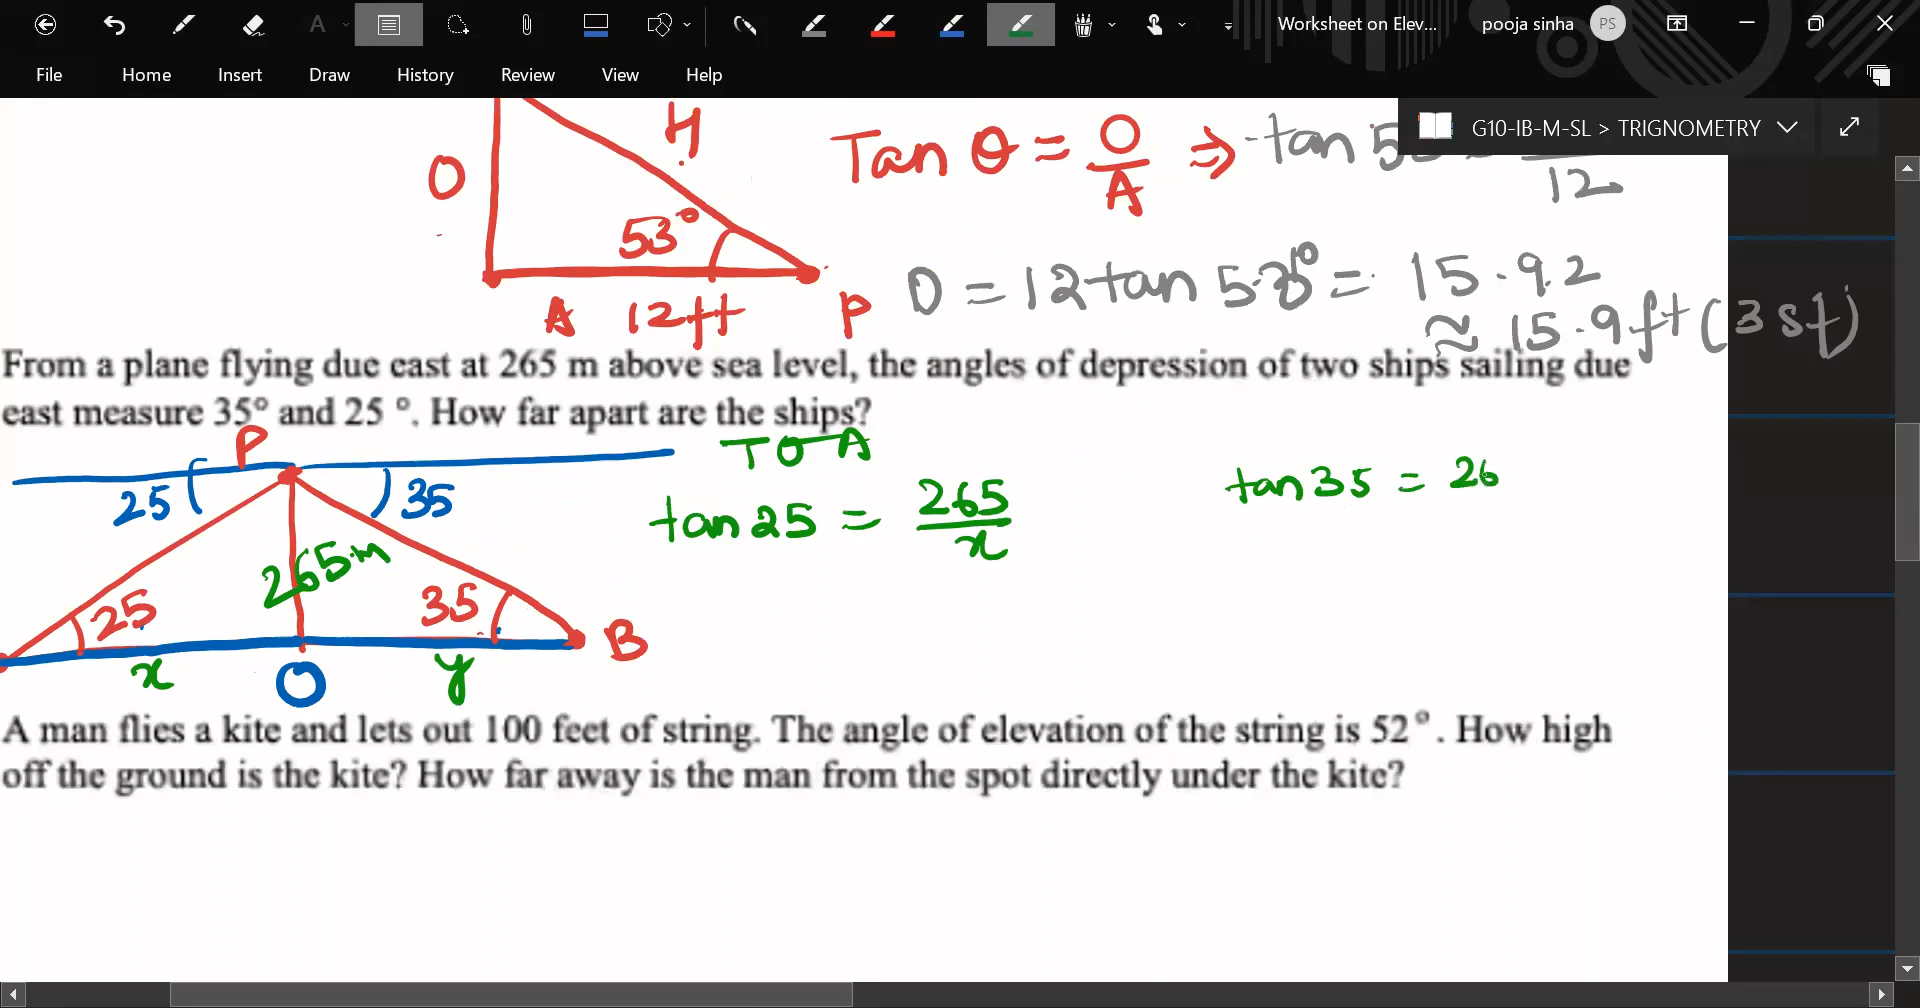 Worksheet on Elev... pooja sinha PS
File Home Insert Draw History Review View Help
G10-IB-M-SL > TRIGNOMETRY
H
O
53°
A 12ft P
Tan θ = O/A ⇒ tan 5
12
O = 12 tan 53° = 15.92
≈ 15.9 ft (3 sf)
From a plane flying due east at 265 m above sea level, the angles of depression of two ships sailing due
east measure 35° and 25 °. How far apart are the ships?
P
25 35
265m
25 35 B
x O y
TOA
tan 25 = 265/x
tan 35 = 26
A man flies a kite and lets out 100 feet of string. The angle of elevation of the string is 52°. How high
off the ground is the kite? How far away is the man from the spot directly under the kite?